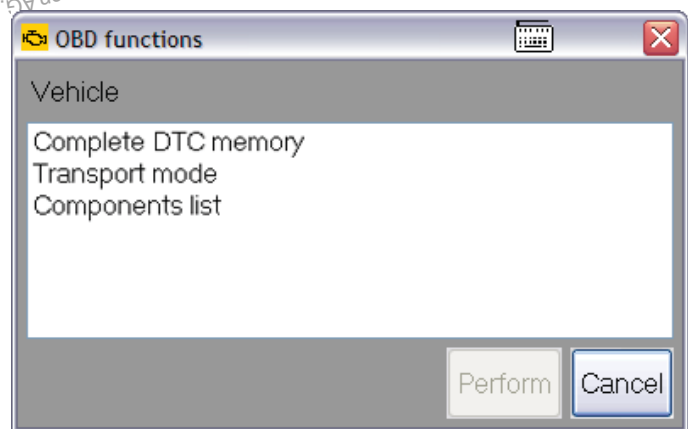 OBD functions
Vehicle
Complete DTC memory
Transport mode
Components list
Perform
Cancel